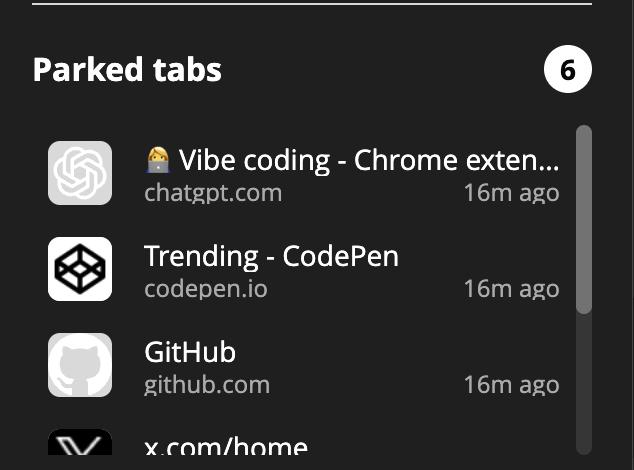 Parked tabs
6
👩‍💻 Vibe coding - Chrome exten...
chatgpt.com 16m ago
Trending - CodePen
codepen.io 16m ago
GitHub
github.com 16m ago
x.com/home